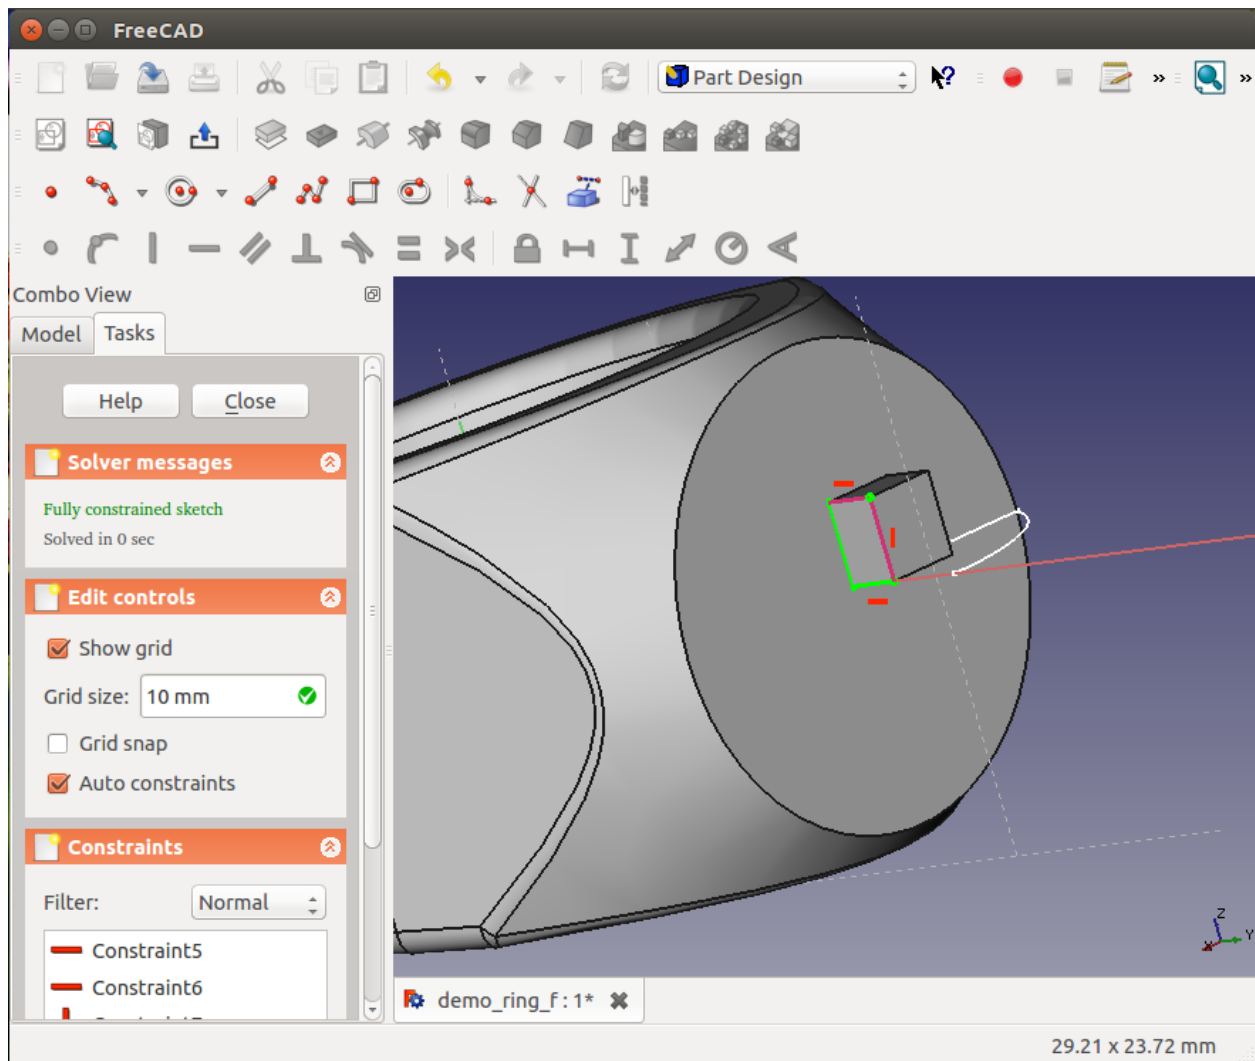 FreeCAD
Part Design
»
»
Combo View
Model Tasks
Help Close
Solver messages
Fully constrained sketch
Solved in 0 sec
Edit controls
Show grid
Grid size: 10 mm
Grid snap
Auto constraints
Constraints
Filter: Normal
Constraint5
Constraint6
Z
Y
X
demo_ring_f : 1*
29.21 x 23.72 mm